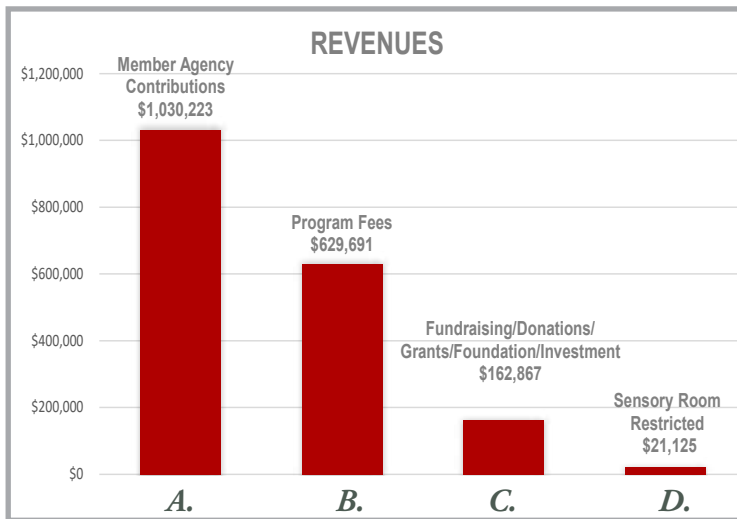 REVENUES
$1,200,000
$1,000,000
$800,000
$600,000
$400,000
$200,000
$0
Member Agency
Contributions
$1,030,223
Program Fees
$629,691
Fundraising/Donations/
Grants/Foundation/Investment
$162,867
Sensory Room
Restricted
$21,125
A.
B.
C.
D.